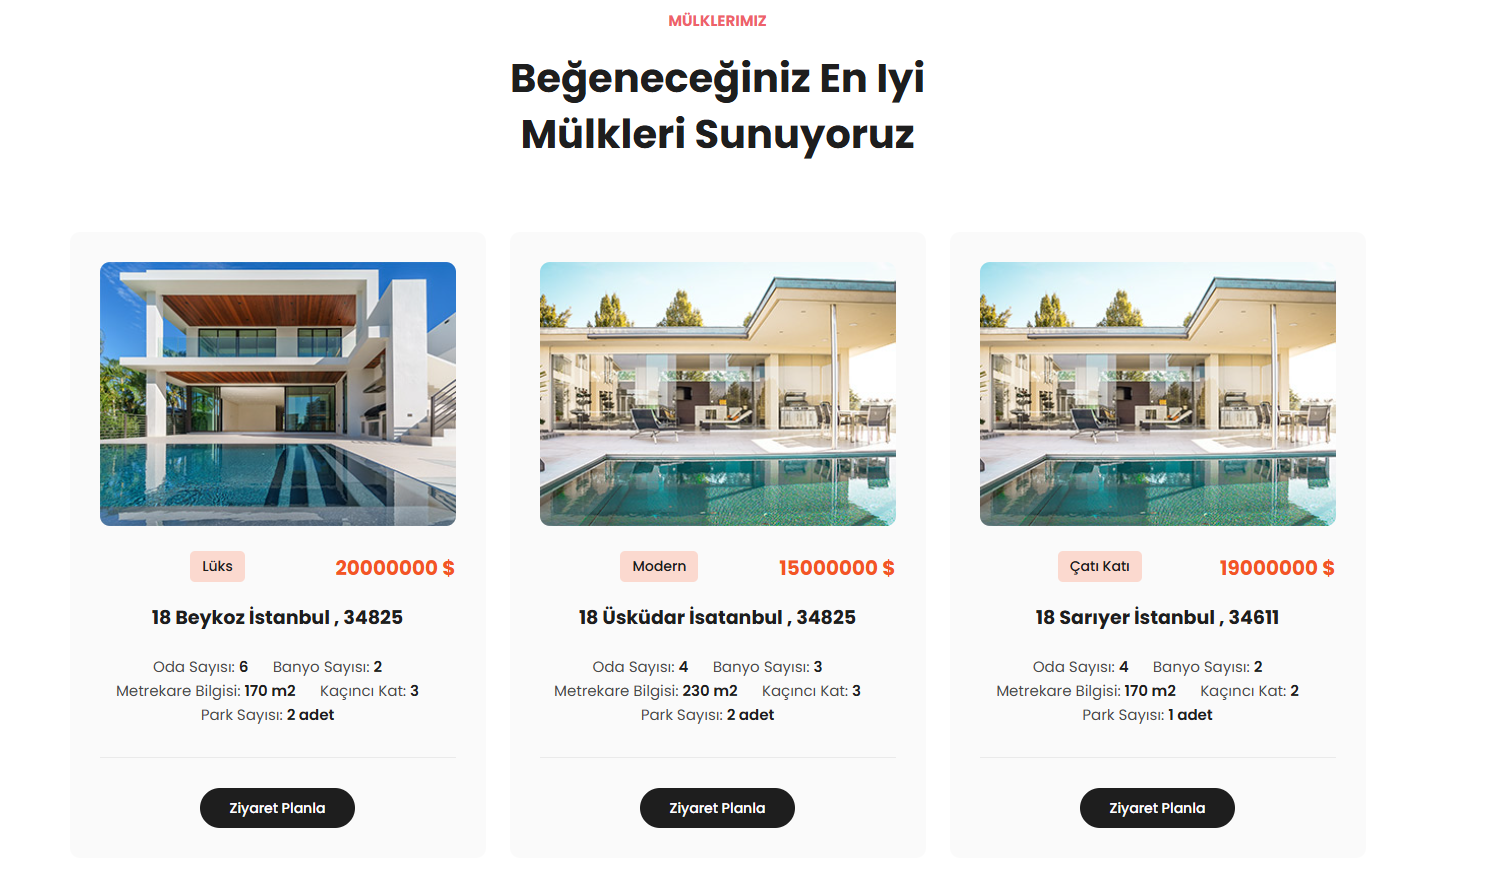 MÜLKLERIMIZ
Beğeneceğiniz En Iyi
Mülkleri Sunuyoruz
Lüks
20000000 $
18 Beykoz İstanbul , 34825
Oda Sayısı: 6 Banyo Sayısı: 2
Metrekare Bilgisi: 170 m2 Kaçıncı Kat: 3
Park Sayısı: 2 adet
Ziyaret Planla
Modern
15000000 $
18 Üsküdar İsatanbul , 34825
Oda Sayısı: 4 Banyo Sayısı: 3
Metrekare Bilgisi: 230 m2 Kaçıncı Kat: 3
Park Sayısı: 2 adet
Ziyaret Planla
Çatı Katı
19000000 $
18 Sarıyer İstanbul , 34611
Oda Sayısı: 4 Banyo Sayısı: 2
Metrekare Bilgisi: 170 m2 Kaçıncı Kat: 2
Park Sayısı: 1 adet
Ziyaret Planla